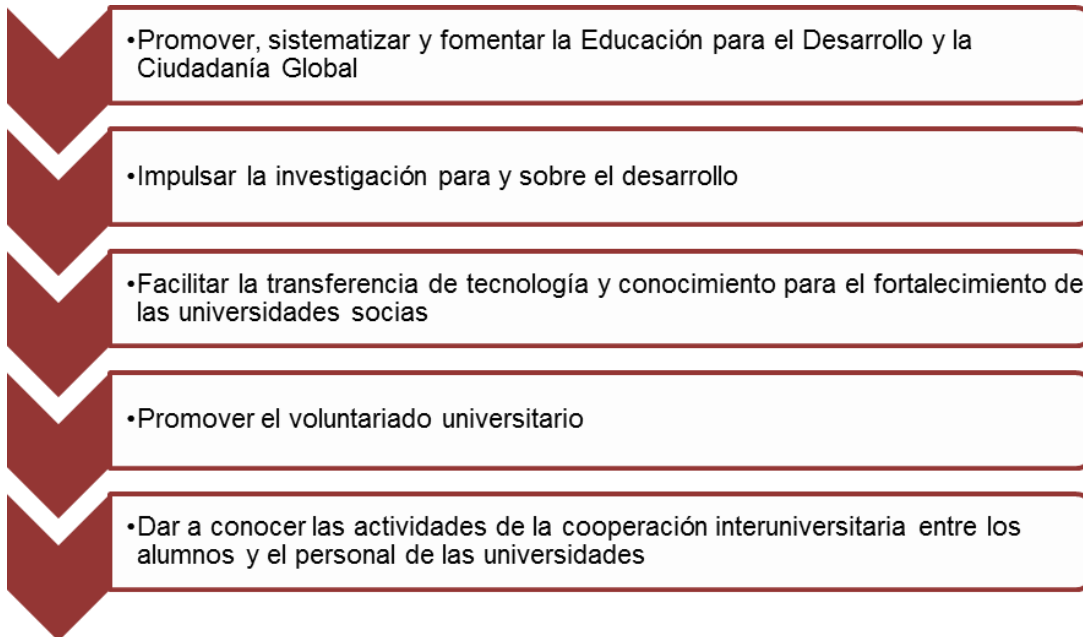 •Promover, sistematizar y fomentar la Educación para el Desarrollo y la
Ciudadanía Global
•Impulsar la investigación para y sobre el desarrollo
•Facilitar la transferencia de tecnología y conocimiento para el fortalecimiento de
las universidades socias
•Promover el voluntariado universitario
•Dar a conocer las actividades de la cooperación interuniversitaria entre los
alumnos y el personal de las universidades